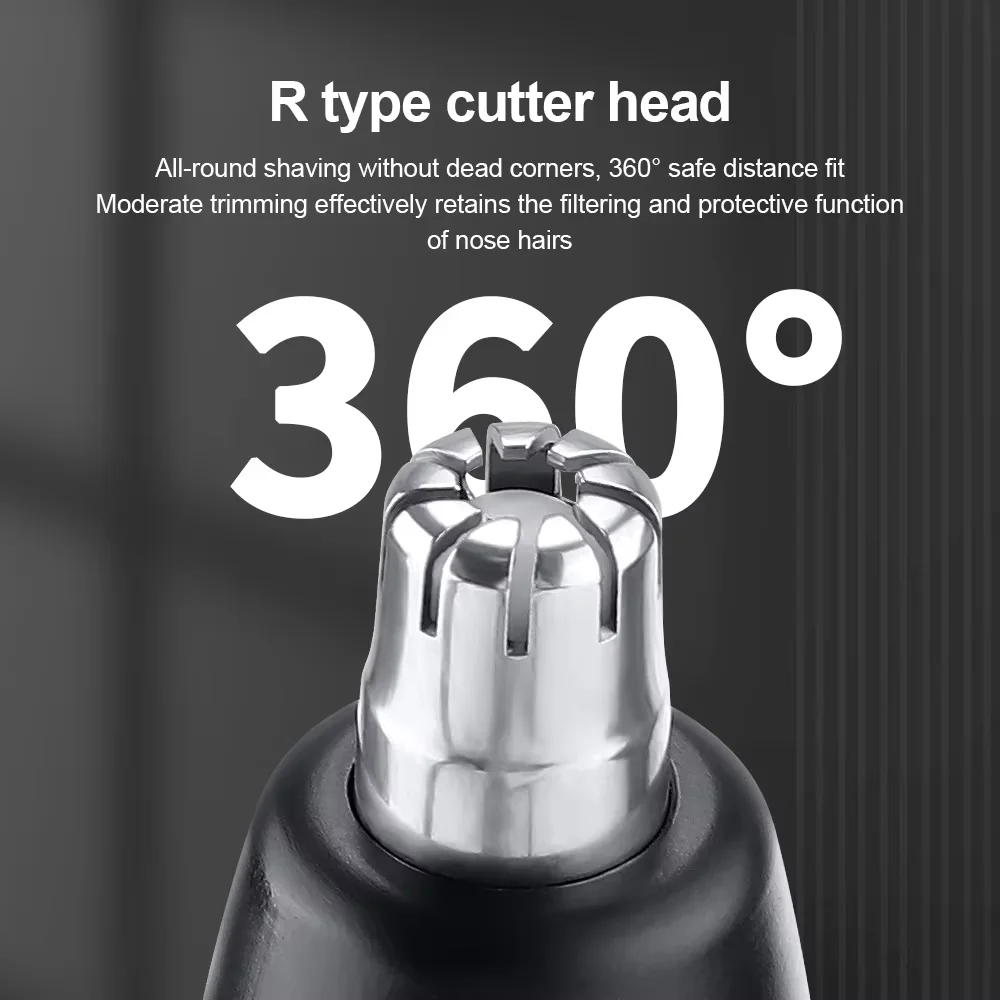 R type cutter head
All-round shaving without dead corners, 360° safe distance fit
Moderate trimming effectively retains the filtering and protective function
of nose hairs
360°